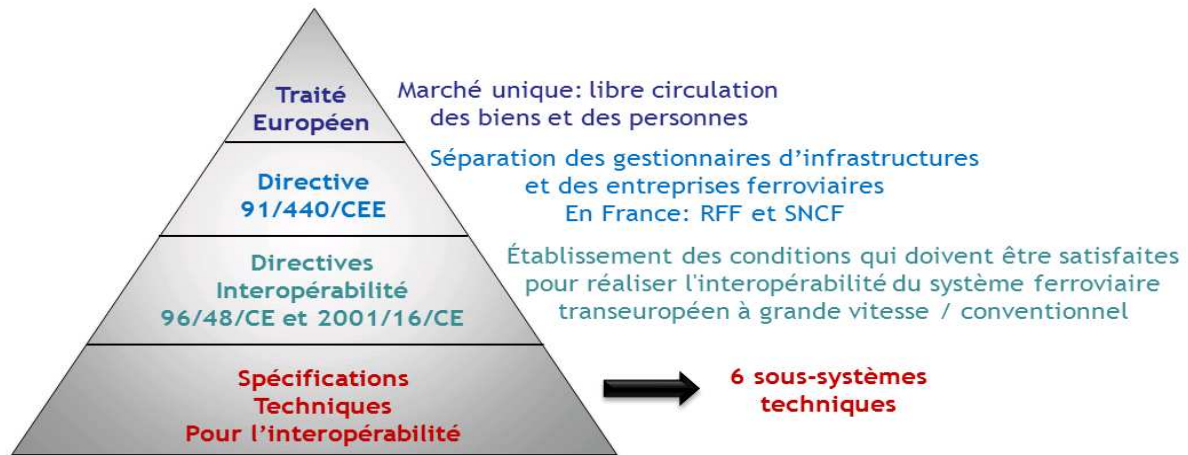 Traité
Européen
Marché unique: libre circulation
des biens et des personnes
Directive
91/440/CEE
Séparation des gestionnaires d’infrastructures
et des entreprises ferroviaires
En France: RFF et SNCF
Directives
Interopérabilité
96/48/CE et 2001/16/CE
Établissement des conditions qui doivent être satisfaites
pour réaliser l'interopérabilité du système ferroviaire
transeuropéen à grande vitesse / conventionnel
Spécifications
Techniques
Pour l’interopérabilité
6 sous-systèmes
techniques